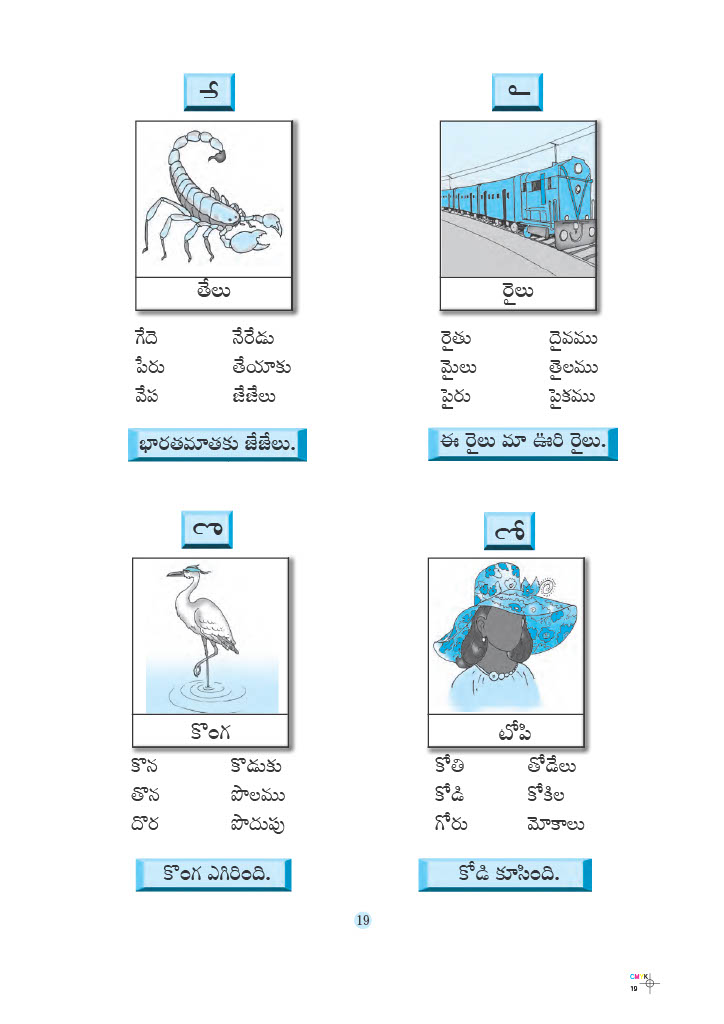 ే
తేలు
గేదె నేరేడు
పేరు తేయాకు
వేప జేజేలు
భారతమాతకు జేజేలు.
ై
రైలు
రైతు దైవము
మైలు తైలము
పైరు పైకము
ఈ రైలు మా ఊరి రైలు.
ొ
కొంగ
కొన కొడుకు
తొన పొలము
దొర పొదుపు
కొంగ ఎగిరింది.
ో
టోపి
కోతి తోడేలు
కోడి కోకిల
గోరు మోకాలు
కోడి కూసింది.
19
CMYK
19